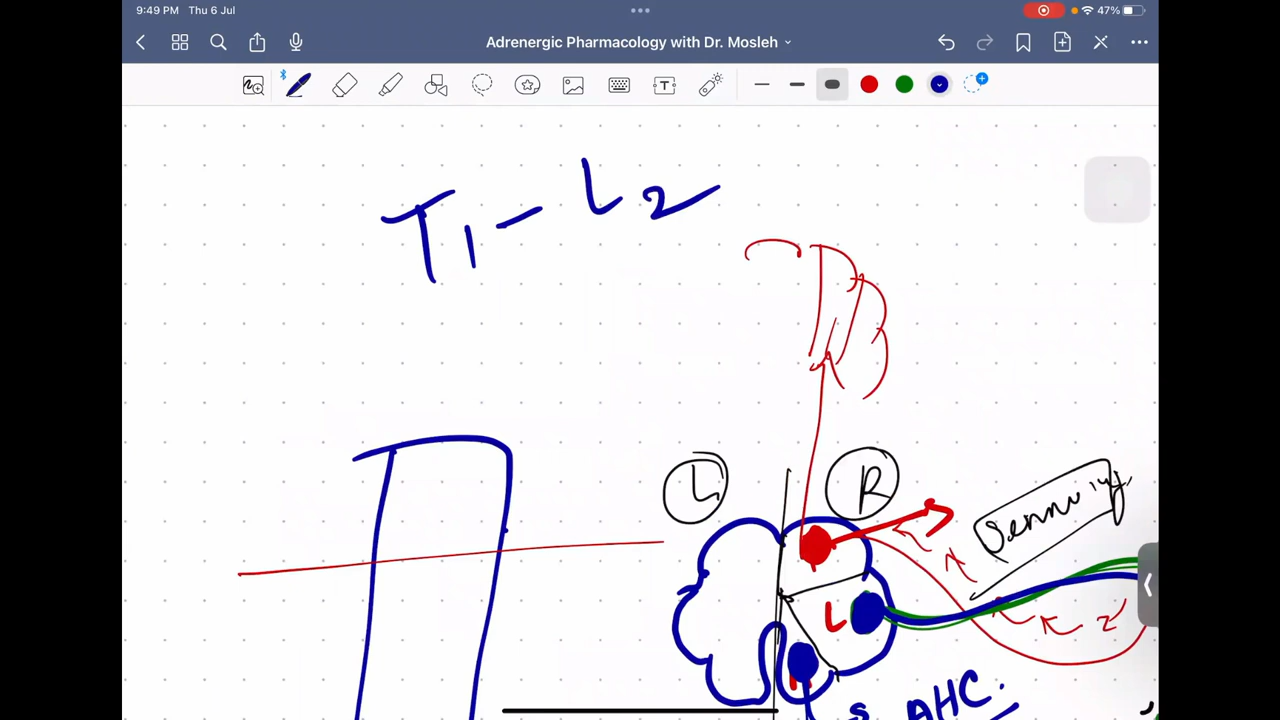 9:49 PM Thu 6 Jul
47%
Adrenergic Pharmacology with Dr. Mosleh
T
T1 - L2
L
R
L
AHC.